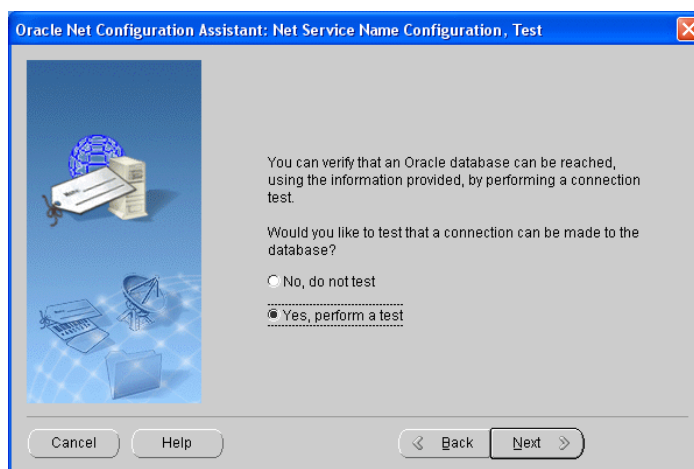 Oracle Net Configuration Assistant: Net Service Name Configuration, Test
You can verify that an Oracle database can be reached,
using the information provided, by performing a connection
test.
Would you like to test that a connection can be made to the
database?
No, do not test
Yes, perform a test
Cancel
Help
Back
Next